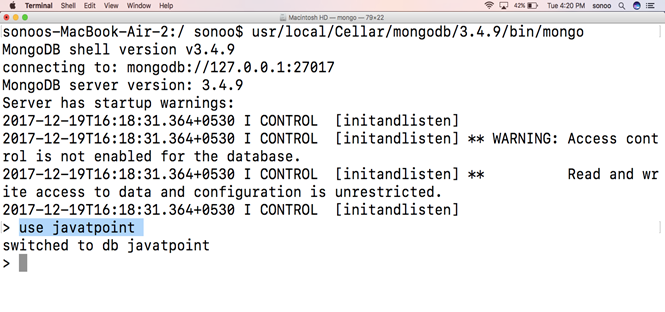 Terminal Shell Edit View Window Help 42% Tue 4:20 PM sonoo
Macintosh HD — mongo — 79×22
sonoos-MacBook-Air-2:/ sonoo$ usr/local/Cellar/mongodb/3.4.9/bin/mongo
MongoDB shell version v3.4.9
connecting to: mongodb://127.0.0.1:27017
MongoDB server version: 3.4.9
Server has startup warnings:
2017-12-19T16:18:31.364+0530 I CONTROL  [initandlisten]
2017-12-19T16:18:31.364+0530 I CONTROL  [initandlisten] ** WARNING: Access cont
rol is not enabled for the database.
2017-12-19T16:18:31.364+0530 I CONTROL  [initandlisten] **          Read and wr
ite access to data and configuration is unrestricted.
2017-12-19T16:18:31.364+0530 I CONTROL  [initandlisten]
> use javatpoint
switched to db javatpoint
>